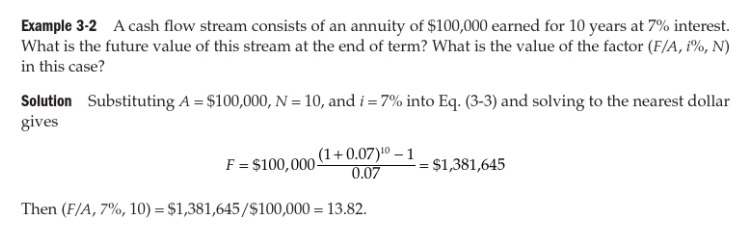 Example 3-2 A cash flow stream consists of an annuity of $100,000 earned for 10 years at 7% interest.
What is the future value of this stream at the end of term? What is the value of the factor (F/A, i%, N)
in this case?
Solution Substituting A = $100,000, N = 10, and i = 7% into Eq. (3-3) and solving to the nearest dollar
gives
F = $100,000 (1 + 0.07)¹⁰ – 1 / 0.07 = $1,381,645
Then (F/A, 7%, 10) = $1,381,645/$100,000 = 13.82.